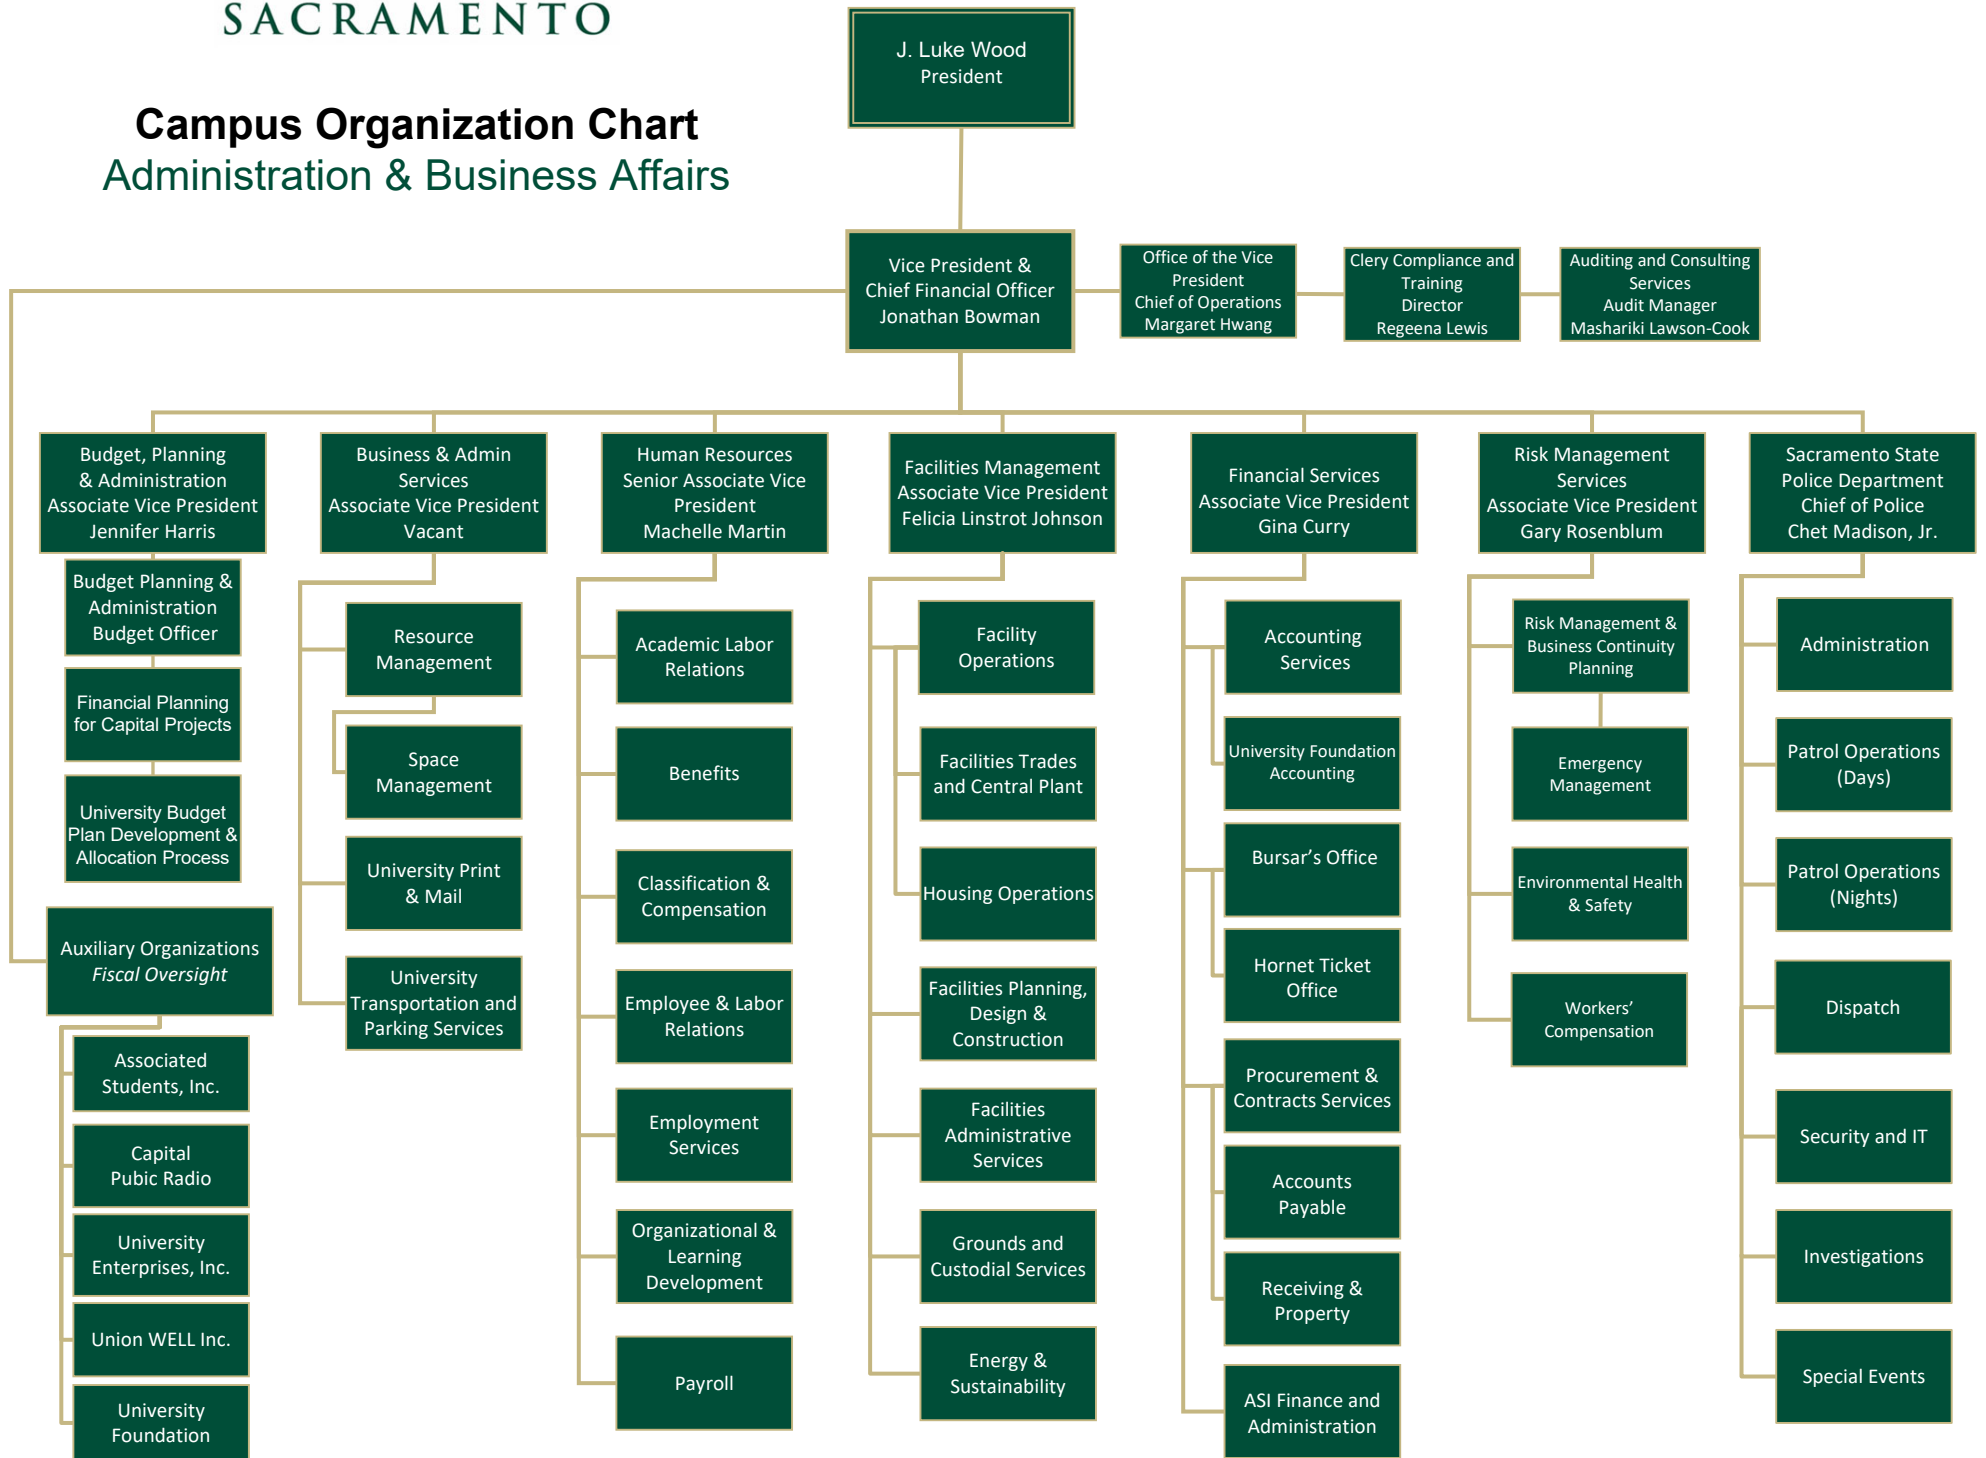 SACRAMENTO
Campus Organization Chart
Administration & Business Affairs
J. Luke Wood
President
Vice President &
Chief Financial Officer
Jonathan Bowman
Office of the Vice
President
Chief of Operations
Margaret Hwang
Clery Compliance and
Training
Director
Regeena Lewis
Auditing and Consulting
Services
Audit Manager
Mashariki Lawson-Cook
Budget, Planning
& Administration
Associate Vice President
Jennifer Harris
Budget Planning &
Administration
Budget Officer
Financial Planning
for Capital Projects
University Budget
Plan Development &
Allocation Process
Auxiliary Organizations
Fiscal Oversight
Associated
Students, Inc.
Capital
Pubic Radio
University
Enterprises, Inc.
Union WELL Inc.
University
Foundation
Business & Admin
Services
Associate Vice President
Vacant
Resource
Management
Space
Management
University Print
& Mail
University
Transportation and
Parking Services
Human Resources
Senior Associate Vice
President
Machelle Martin
Academic Labor
Relations
Benefits
Classification &
Compensation
Employee & Labor
Relations
Employment
Services
Organizational &
Learning
Development
Payroll
Facilities Management
Associate Vice President
Felicia Linstrot Johnson
Facility
Operations
Facilities Trades
and Central Plant
Housing Operations
Facilities Planning,
Design &
Construction
Facilities
Administrative
Services
Grounds and
Custodial Services
Energy &
Sustainability
Financial Services
Associate Vice President
Gina Curry
Accounting
Services
University Foundation
Accounting
Bursar’s Office
Hornet Ticket
Office
Procurement &
Contracts Services
Accounts
Payable
Receiving &
Property
ASI Finance and
Administration
Risk Management
Services
Associate Vice President
Gary Rosenblum
Risk Management &
Business Continuity
Planning
Emergency
Management
Environmental Health
& Safety
Workers’
Compensation
Sacramento State
Police Department
Chief of Police
Chet Madison, Jr.
Administration
Patrol Operations
(Days)
Patrol Operations
(Nights)
Dispatch
Security and IT
Investigations
Special Events